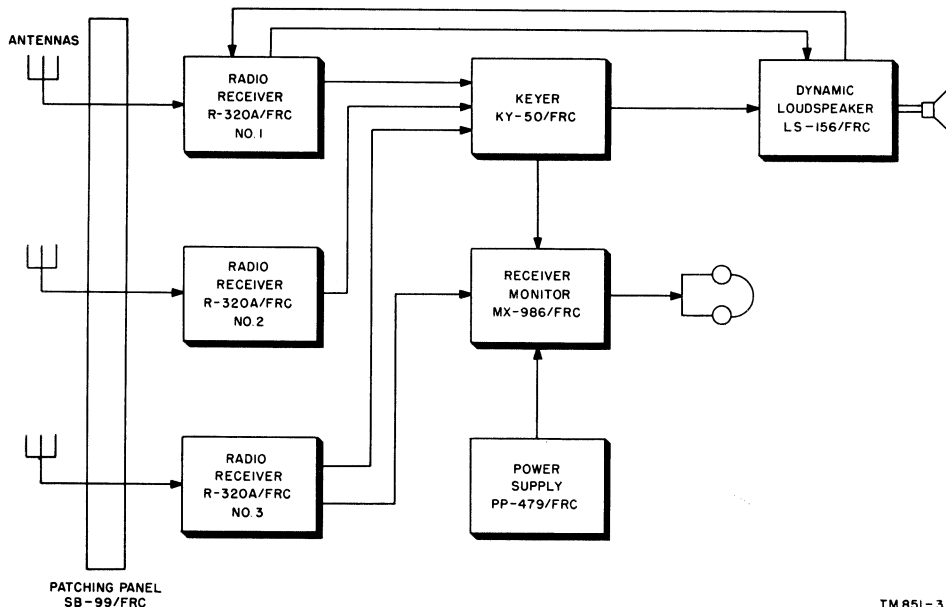 ANTENNAS
RADIO
RECEIVER
R-320A/FRC
NO. 1
KEYER
KY-50/FRC
DYNAMIC
LOUDSPEAKER
LS-156/FRC
RADIO
RECEIVER
R-320A/FRC
NO. 2
RECEIVER
MONITOR
MX-986/FRC
RADIO
RECEIVER
R-320A/FRC
NO. 3
POWER
SUPPLY
PP-479/FRC
PATCHING PANEL
SB-99/FRC
TM 851-3